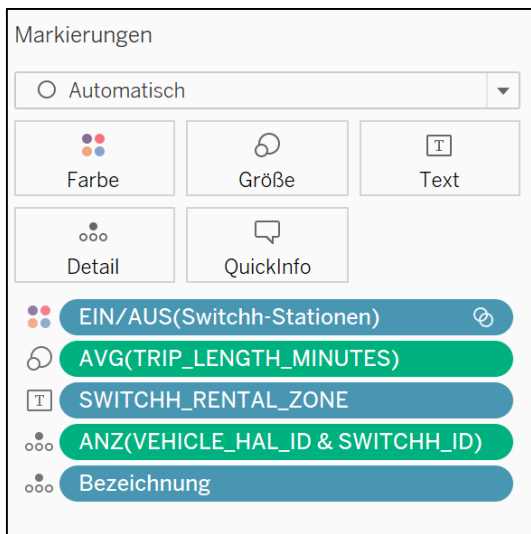 Markierungen
Automatisch
Farbe
Größe
T
Text
Detail
QuickInfo
EIN/AUS(Switchh-Stationen)
AVG(TRIP_LENGTH_MINUTES)
T
SWITCHH_RENTAL_ZONE
ANZ(VEHICLE_HAL_ID & SWITCHH_ID)
Bezeichnung